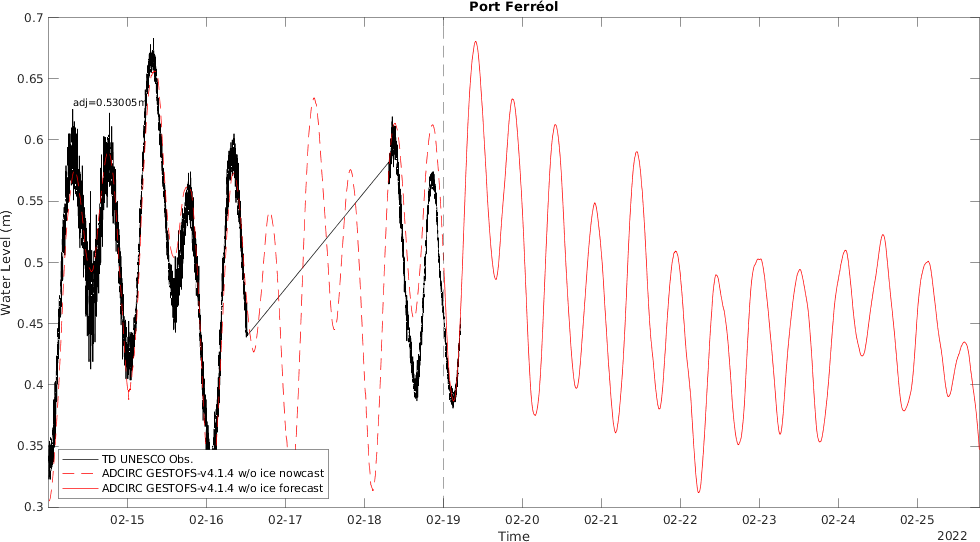 Port Ferréol
0.7
0.65
0.6
0.55
0.5
0.45
0.4
0.35
0.3
Water Level (m)
adj=0.53005m
TD UNESCO Obs.
ADCIRC GESTOFS-v4.1.4 w/o ice nowcast
ADCIRC GESTOFS-v4.1.4 w/o ice forecast
02-15 02-16 02-17 02-18 02-19 02-20 02-21 02-22 02-23 02-24 02-25
Time
2022